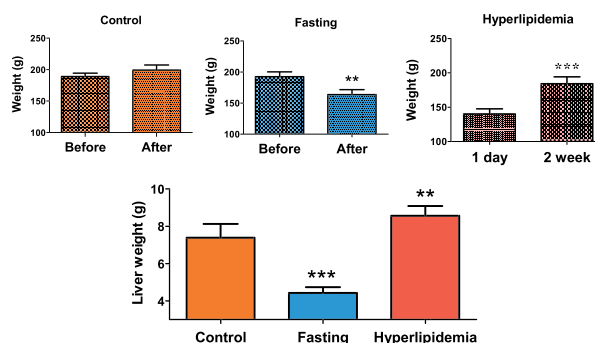 Control
Weight (g)
250
200
150
100
Before After
Fasting
Weight (g)
250
200
150
100
**
Before After
Hyperlipidemia
Weight (g)
250
200
150
100
***
1 day 2 week
Liver weight (g)
10
8
6
4
***
**
Control Fasting Hyperlipidemia